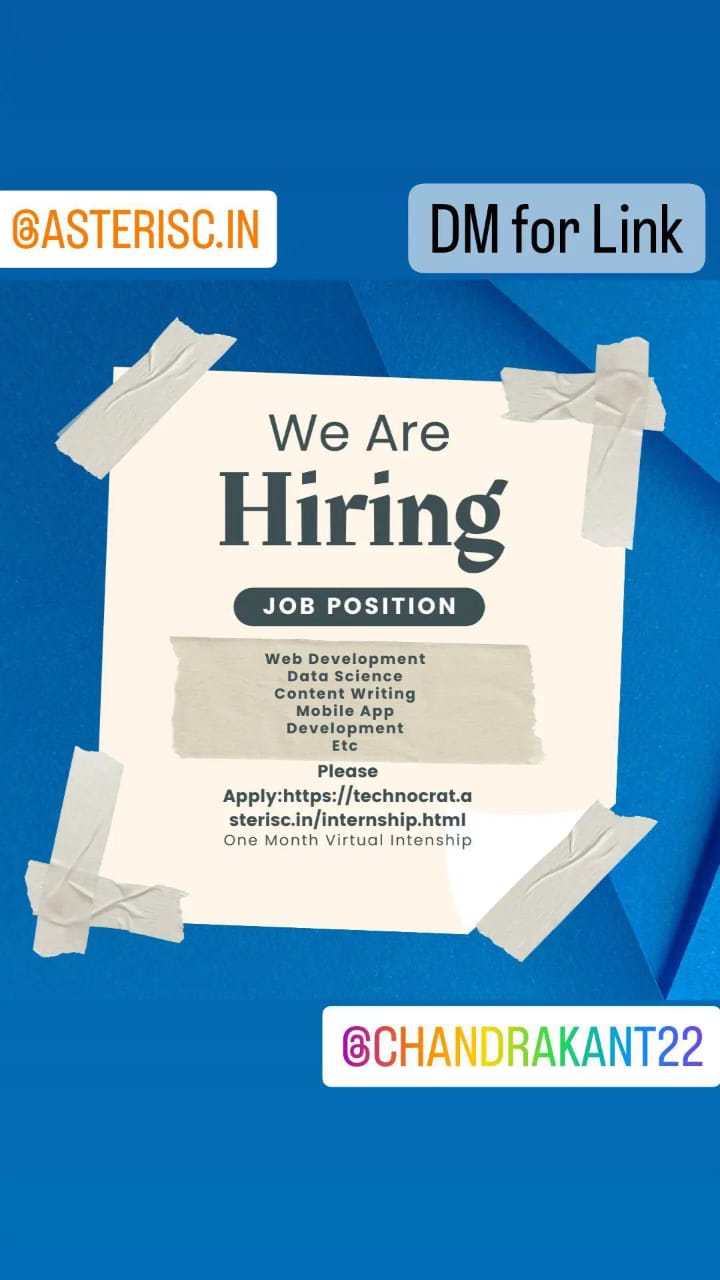 @ASTERISC.IN
DM for Link
We Are
Hiring
JOB POSITION
Web Development
Data Science
Content Writing
Mobile App
Development
Etc
Please
Apply:https://technocrat.a
sterisc.in/internship.html
One Month Virtual Intenship
@CHANDRAKANT22